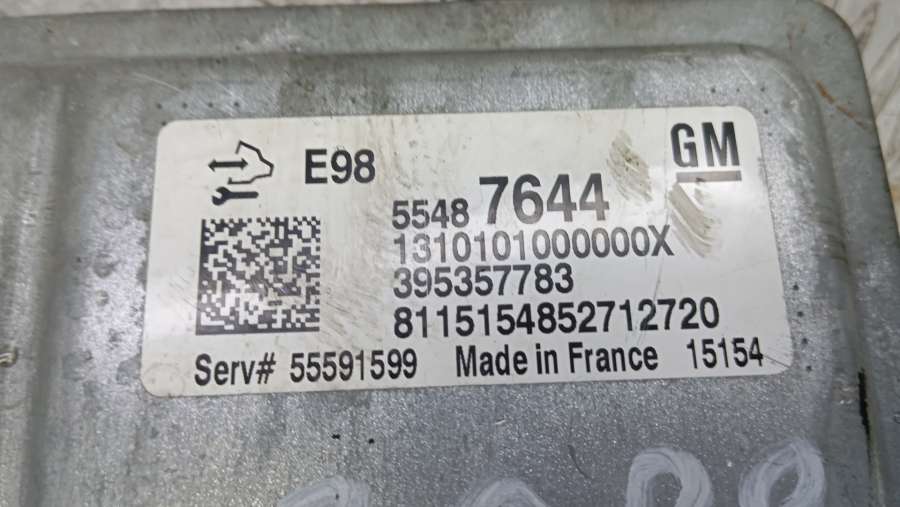 E98
GM
5548 7644
1310101000000X
395357783
8115154852712720
Serv# 55591599 Made in France 15154